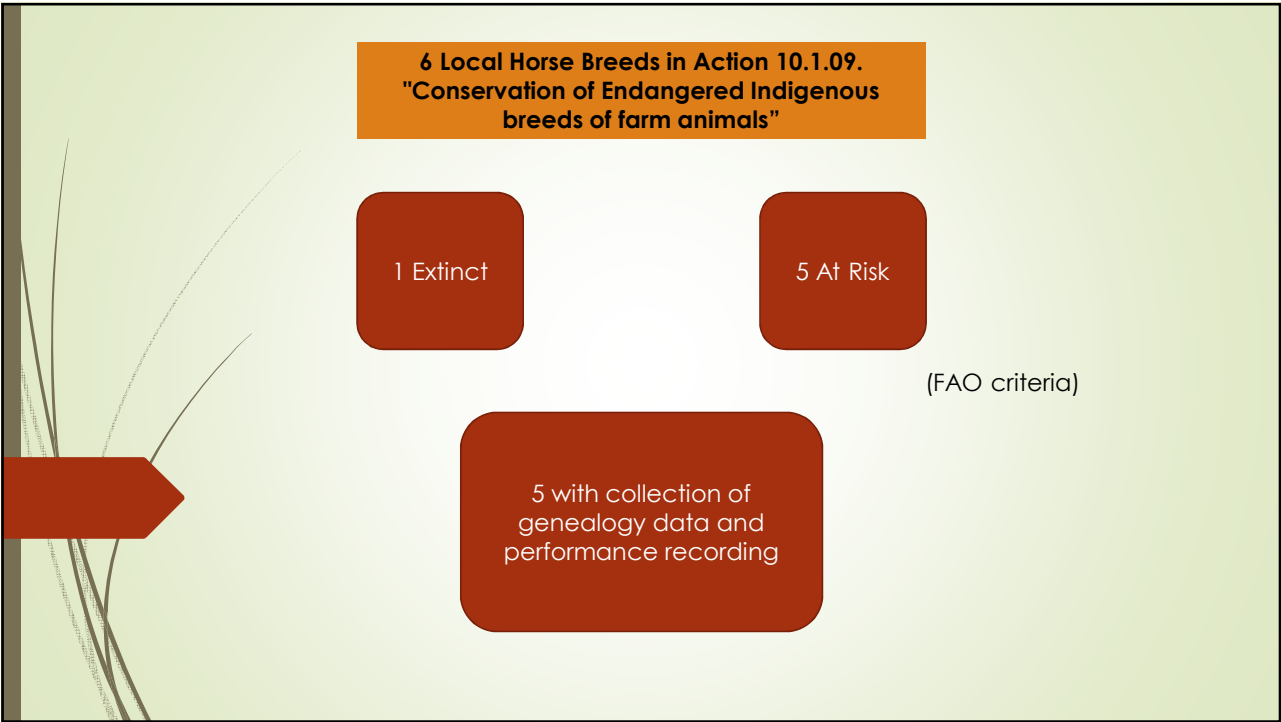 6 Local Horse Breeds in Action 10.1.09.
"Conservation of Endangered Indigenous
breeds of farm animals”
1 Extinct
5 At Risk
(FAO criteria)
5 with collection of
genealogy data and
performance recording